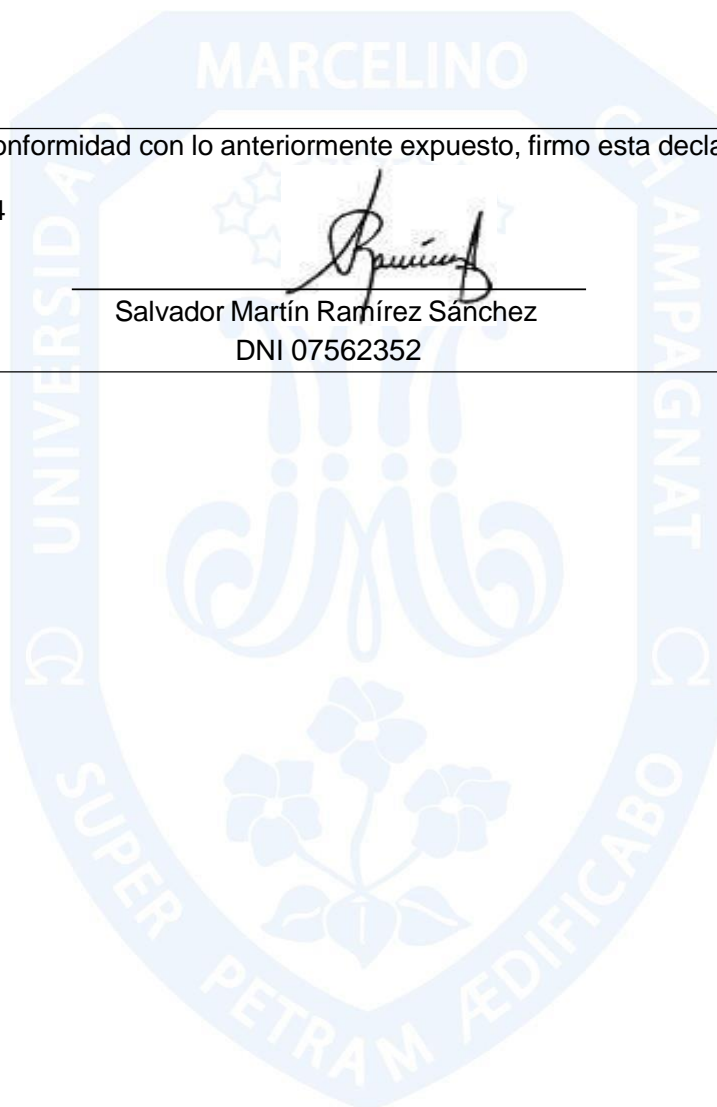 MARCELINO
UNIVERSIDAD
CHAMPAGNAT
onformidad con lo anteriormente expuesto, firmo esta decla
4
Salvador Martín Ramírez Sánchez
DNI 07562352
SUPER PETRAM ÆDIFICABO